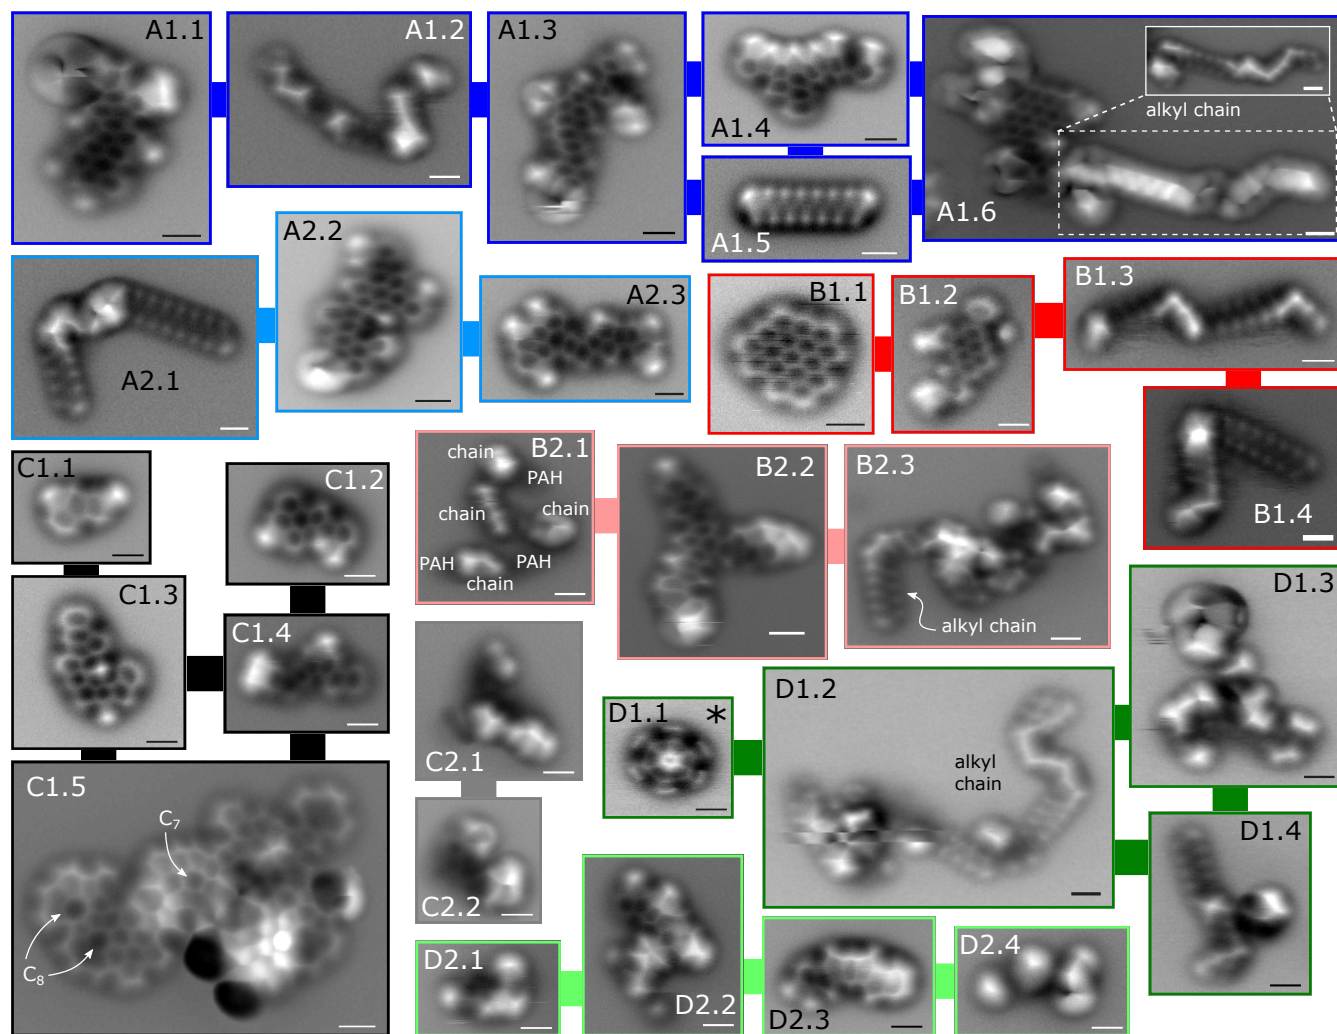 A1.1
A1.2
A1.3
A1.4
A1.5
A1.6
alkyl chain
A2.1
A2.2
A2.3
B1.1
B1.2
B1.3
B1.4
B2.1
chain
PAH
chain
chain
PAH
PAH
chain
B2.2
B2.3
alkyl chain
C1.1
C1.2
C1.3
C1.4
C1.5
C₇
C₈
C2.1
C2.2
D1.1
*
D1.2
alkyl
chain
D1.3
D1.4
D2.1
D2.2
D2.3
D2.4